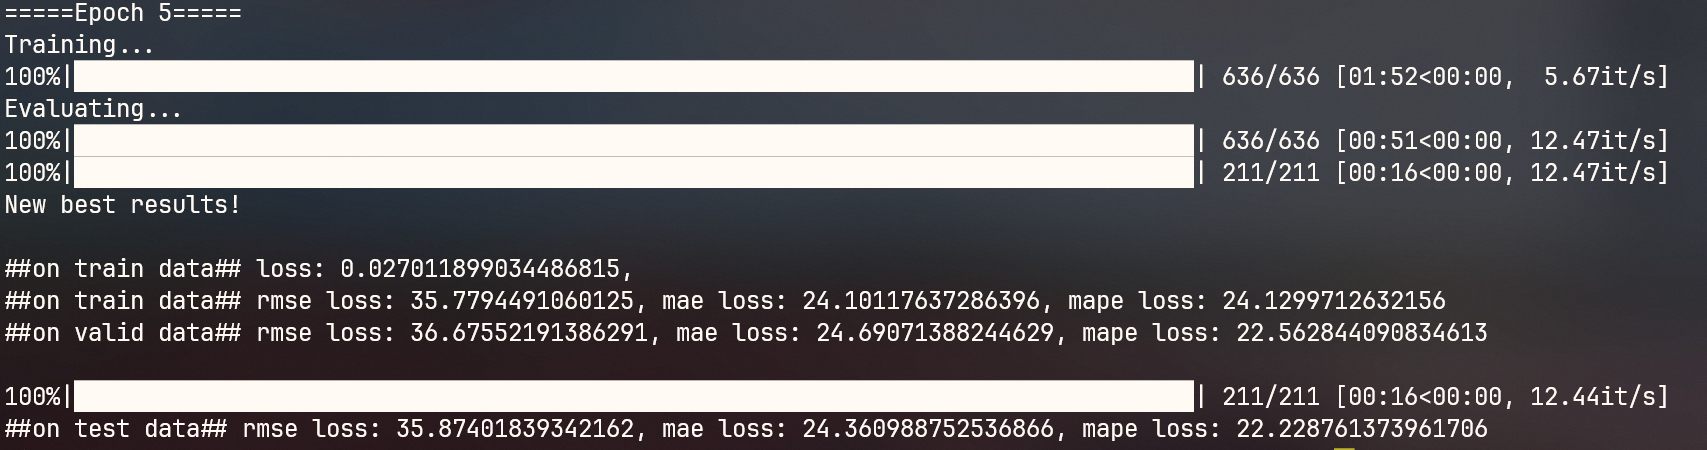 =====Epoch 5=====
Training...
100%|██████████| 636/636 [01:52<00:00,  5.67it/s]
Evaluating...
100%|██████████| 636/636 [00:51<00:00, 12.47it/s]
100%|██████████| 211/211 [00:16<00:00, 12.47it/s]
New best results!
##on train data## loss: 0.027011899034486815,
##on train data## rmse loss: 35.7794491060125, mae loss: 24.10117637286396, mape loss: 24.1299712632156
##on valid data## rmse loss: 36.67552191386291, mae loss: 24.69071388244629, mape loss: 22.562844090834613
100%|██████████| 211/211 [00:16<00:00, 12.44it/s]
##on test data## rmse loss: 35.87401839342162, mae loss: 24.360988752536866, mape loss: 22.228761373961706